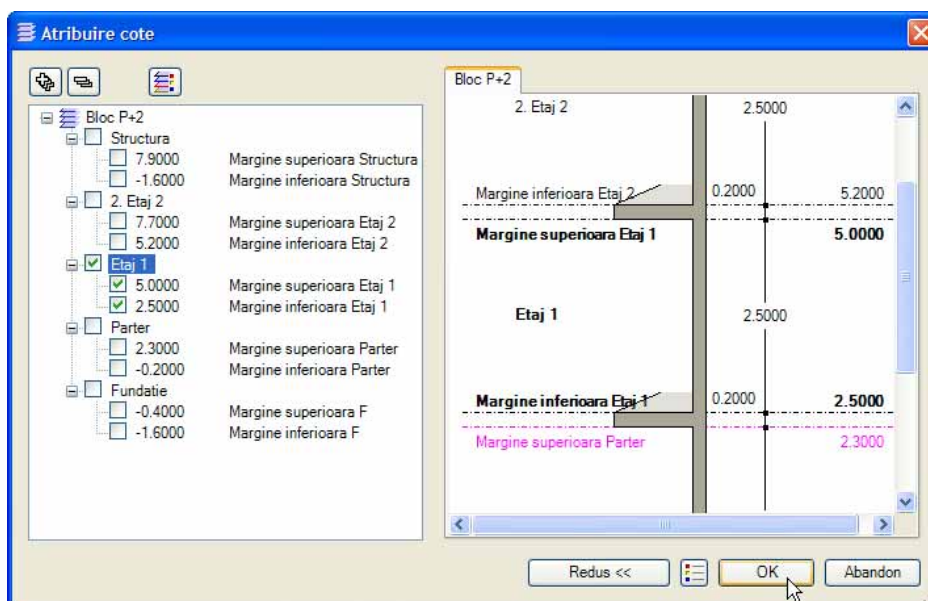 Atribuire cote
Bloc P+2
Structura
7.9000 Margine superioara Structura
-1.6000 Margine inferioara Structura
2. Etaj 2
7.7000 Margine superioara Etaj 2
5.2000 Margine inferioara Etaj 2
Etaj 1
5.0000 Margine superioara Etaj 1
2.5000 Margine inferioara Etaj 1
Parter
2.3000 Margine superioara Parter
-0.2000 Margine inferioara Parter
Fundatie
-0.4000 Margine superioara F
-1.6000 Margine inferioara F
Bloc P+2
2. Etaj 2 2.5000
Margine inferioara Etaj 2 0.2000 5.2000
Margine superioara Etaj 1 5.0000
Etaj 1 2.5000
Margine inferioara Etaj 1 0.2000 2.5000
Margine superioara Parter 2.3000
Redus << OK Abandon